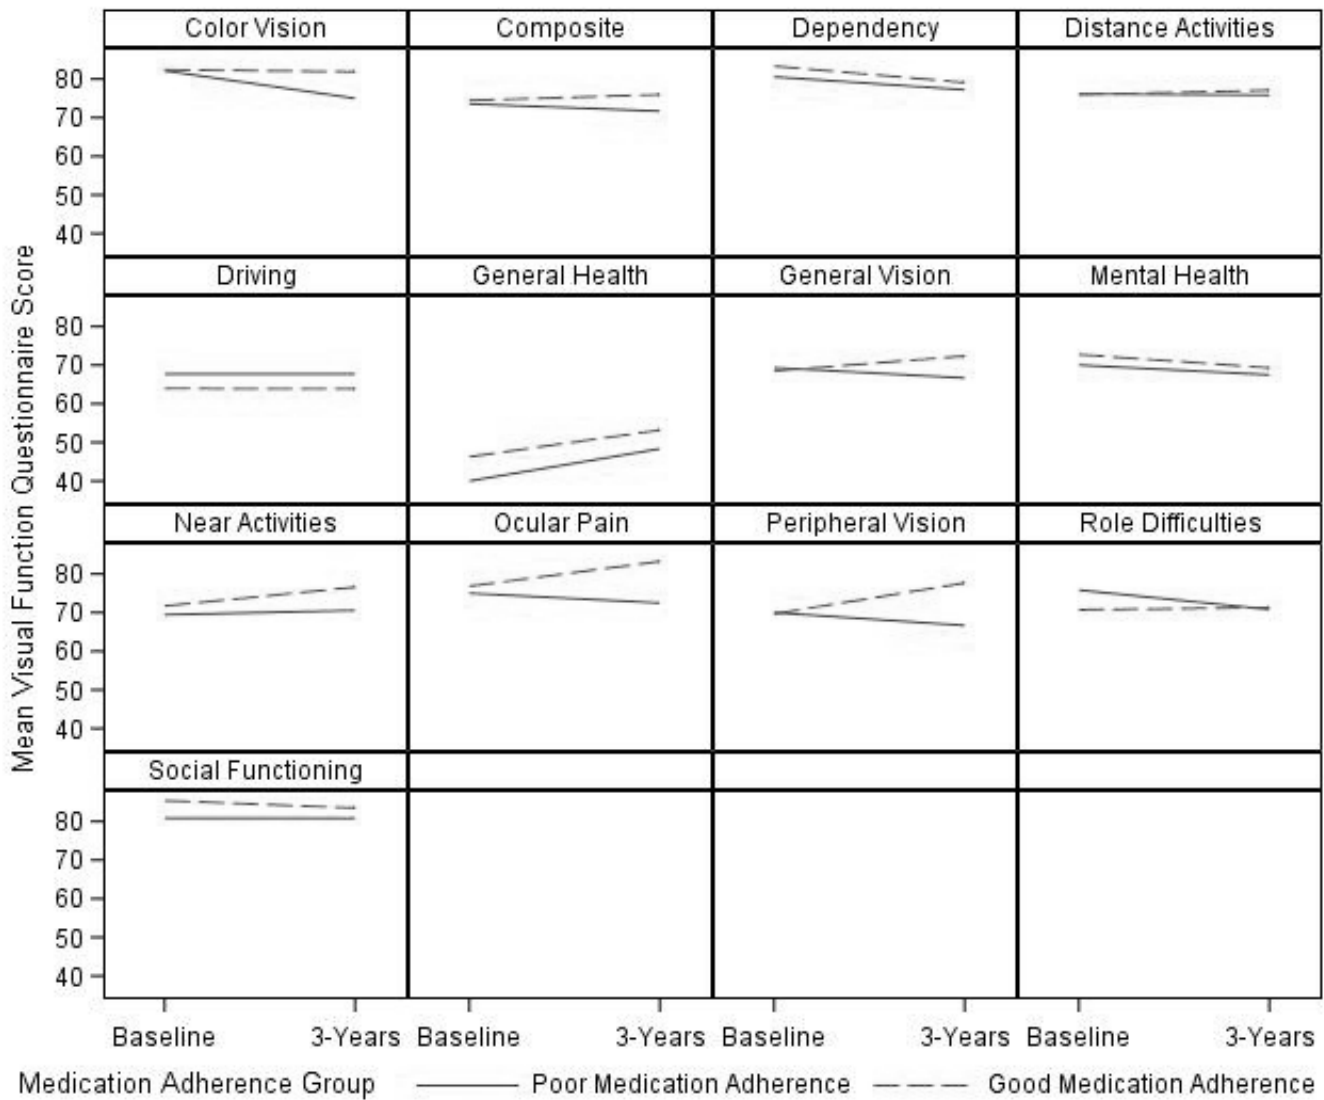 Color Vision Composite Dependency Distance Activities
80
70
60
50
40
Driving General Health General Vision Mental Health
80
70
60
50
40
Near Activities Ocular Pain Peripheral Vision Role Difficulties
80
70
60
50
40
Social Functioning
80
70
60
50
40
Mean Visual Function Questionnaire Score
Baseline 3-Years Baseline 3-Years Baseline 3-Years Baseline 3-Years
Medication Adherence Group Poor Medication Adherence Good Medication Adherence